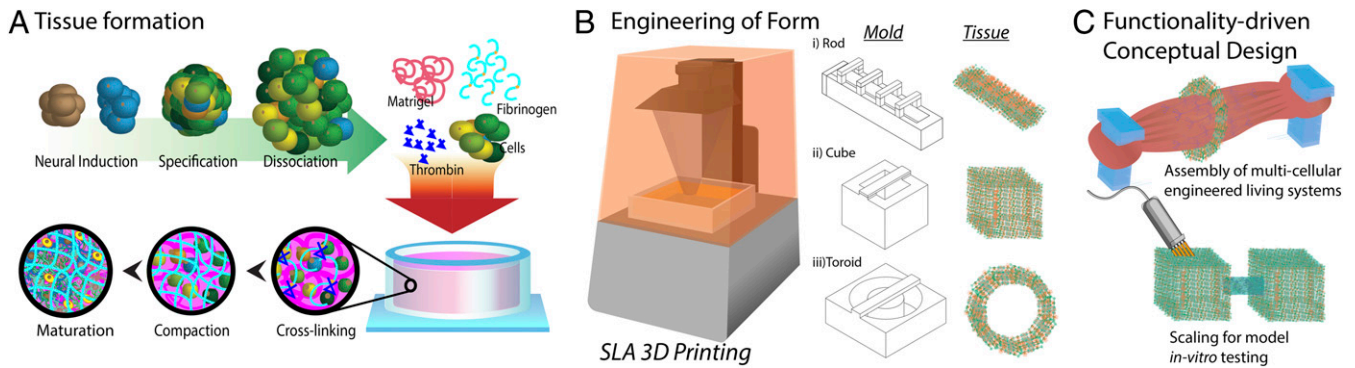 A Tissue formation
Neural Induction
Specification
Dissociation
Matrigel
Fibrinogen
Thrombin
Cells
Maturation
Compaction
Cross-linking
B Engineering of Form
SLA 3D Printing
Mold
Tissue
i) Rod
ii) Cube
iii)Toroid
C Functionality-driven
Conceptual Design
Assembly of multi-cellular
engineered living systems
Scaling for model
in-vitro testing